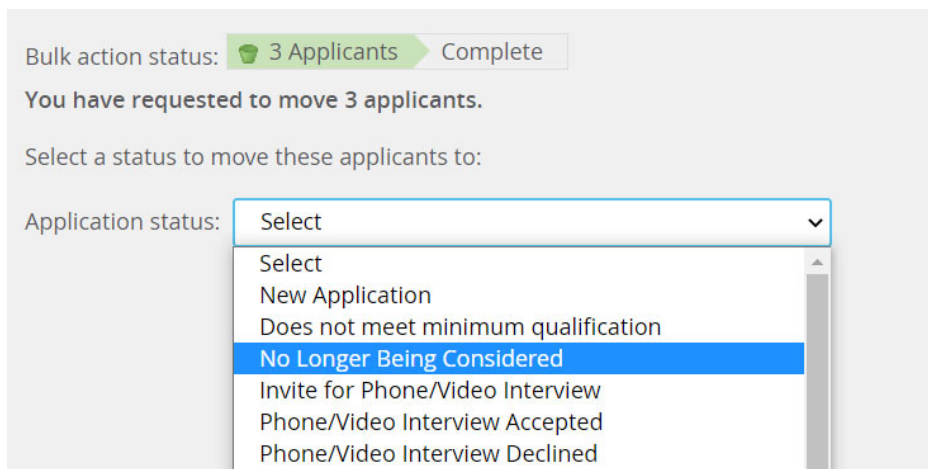 Bulk action status: 3 Applicants Complete
You have requested to move 3 applicants.
Select a status to move these applicants to:
Application status: Select
Select
New Application
Does not meet minimum qualification
No Longer Being Considered
Invite for Phone/Video Interview
Phone/Video Interview Accepted
Phone/Video Interview Declined